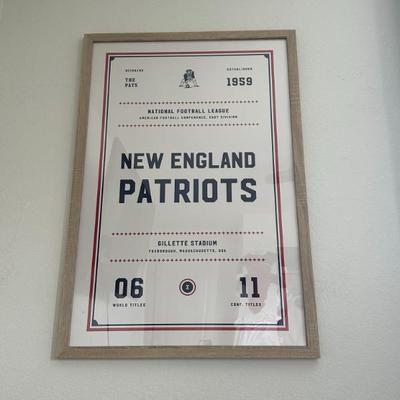 NICKNAME
ESTABLISHED
THE
PATS
1959
NATIONAL FOOTBALL LEAGUE
AMERICAN FOOTBALL CONFERENCE, EAST DIVISION
NEW ENGLAND
PATRIOTS
GILLETTE STADIUM
FOXBOROUGH, MASSACHUSETTS, USA
06
11
WORLD TITLES
CONF. TITLES